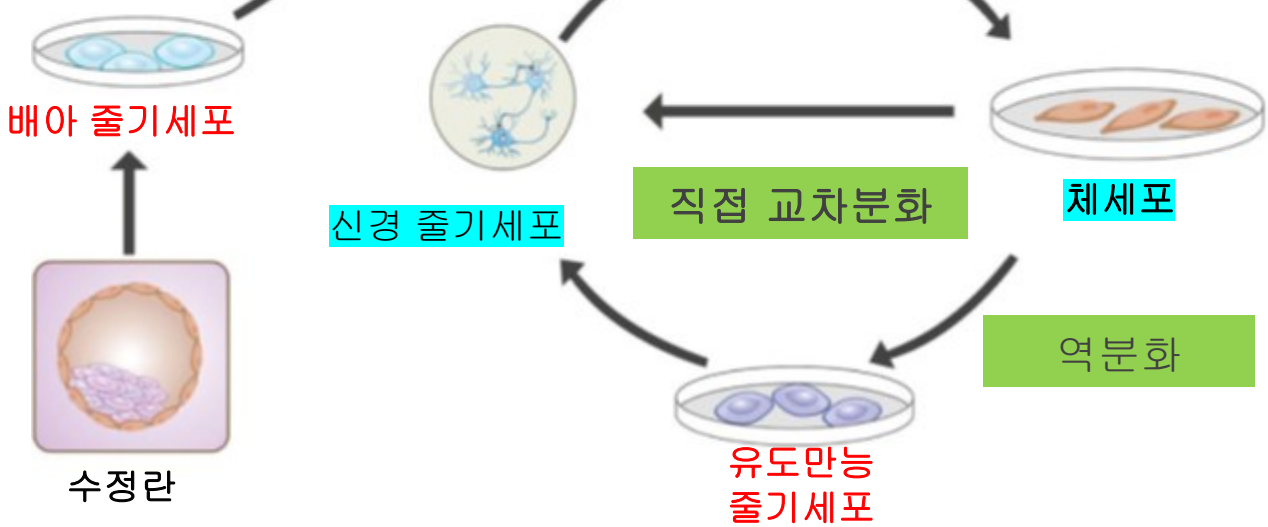 배아 줄기세포
신경 줄기세포
직접 교차분화
체세포
역분화
수정란
유도만능
줄기세포